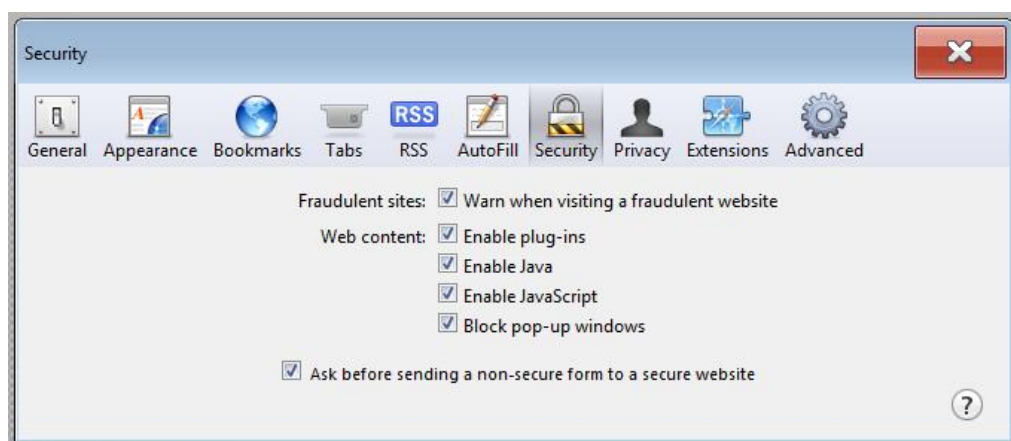 Security
General Appearance Bookmarks Tabs RSS AutoFill Security Privacy Extensions Advanced
Fraudulent sites: Warn when visiting a fraudulent website
Web content: Enable plug-ins
Enable Java
Enable JavaScript
Block pop-up windows
Ask before sending a non-secure form to a secure website
?